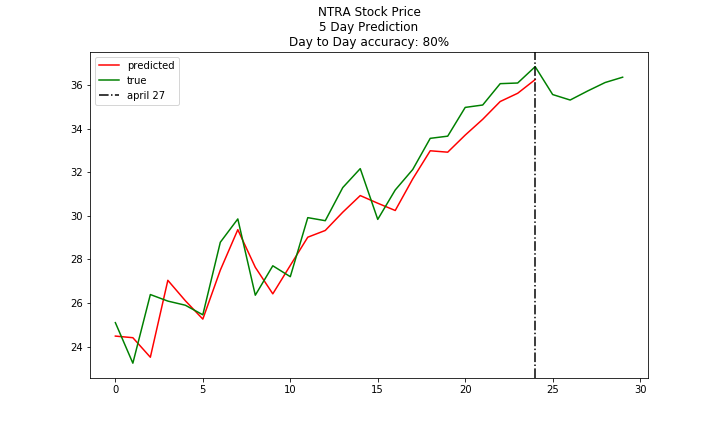 NTRA Stock Price
5 Day Prediction
Day to Day accuracy: 80%
predicted
true
april 27
36
34
32
30
28
26
24
0 5 10 15 20 25 30